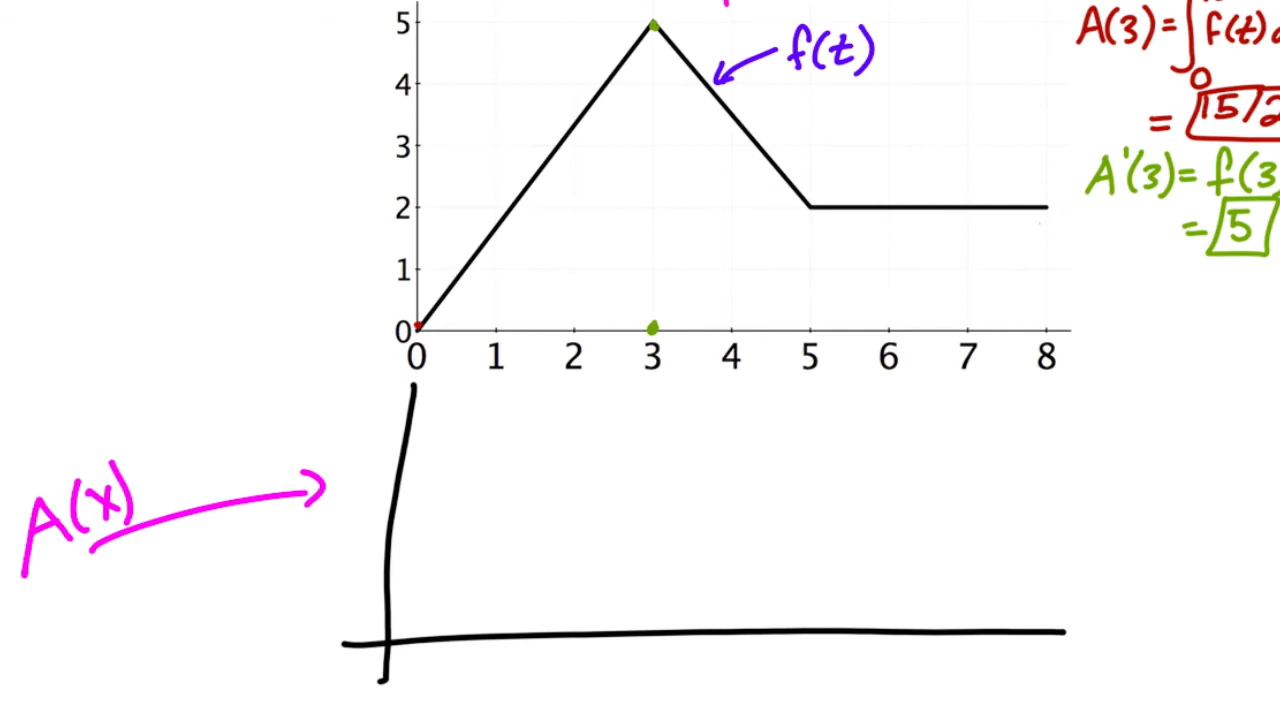 5
4
3
2
1
0
0 1 2 3 4 5 6 7 8
f(t)
A(3)=∫f(t)
0
= 15/2
A'(3)= f(3
= 5
A(x)